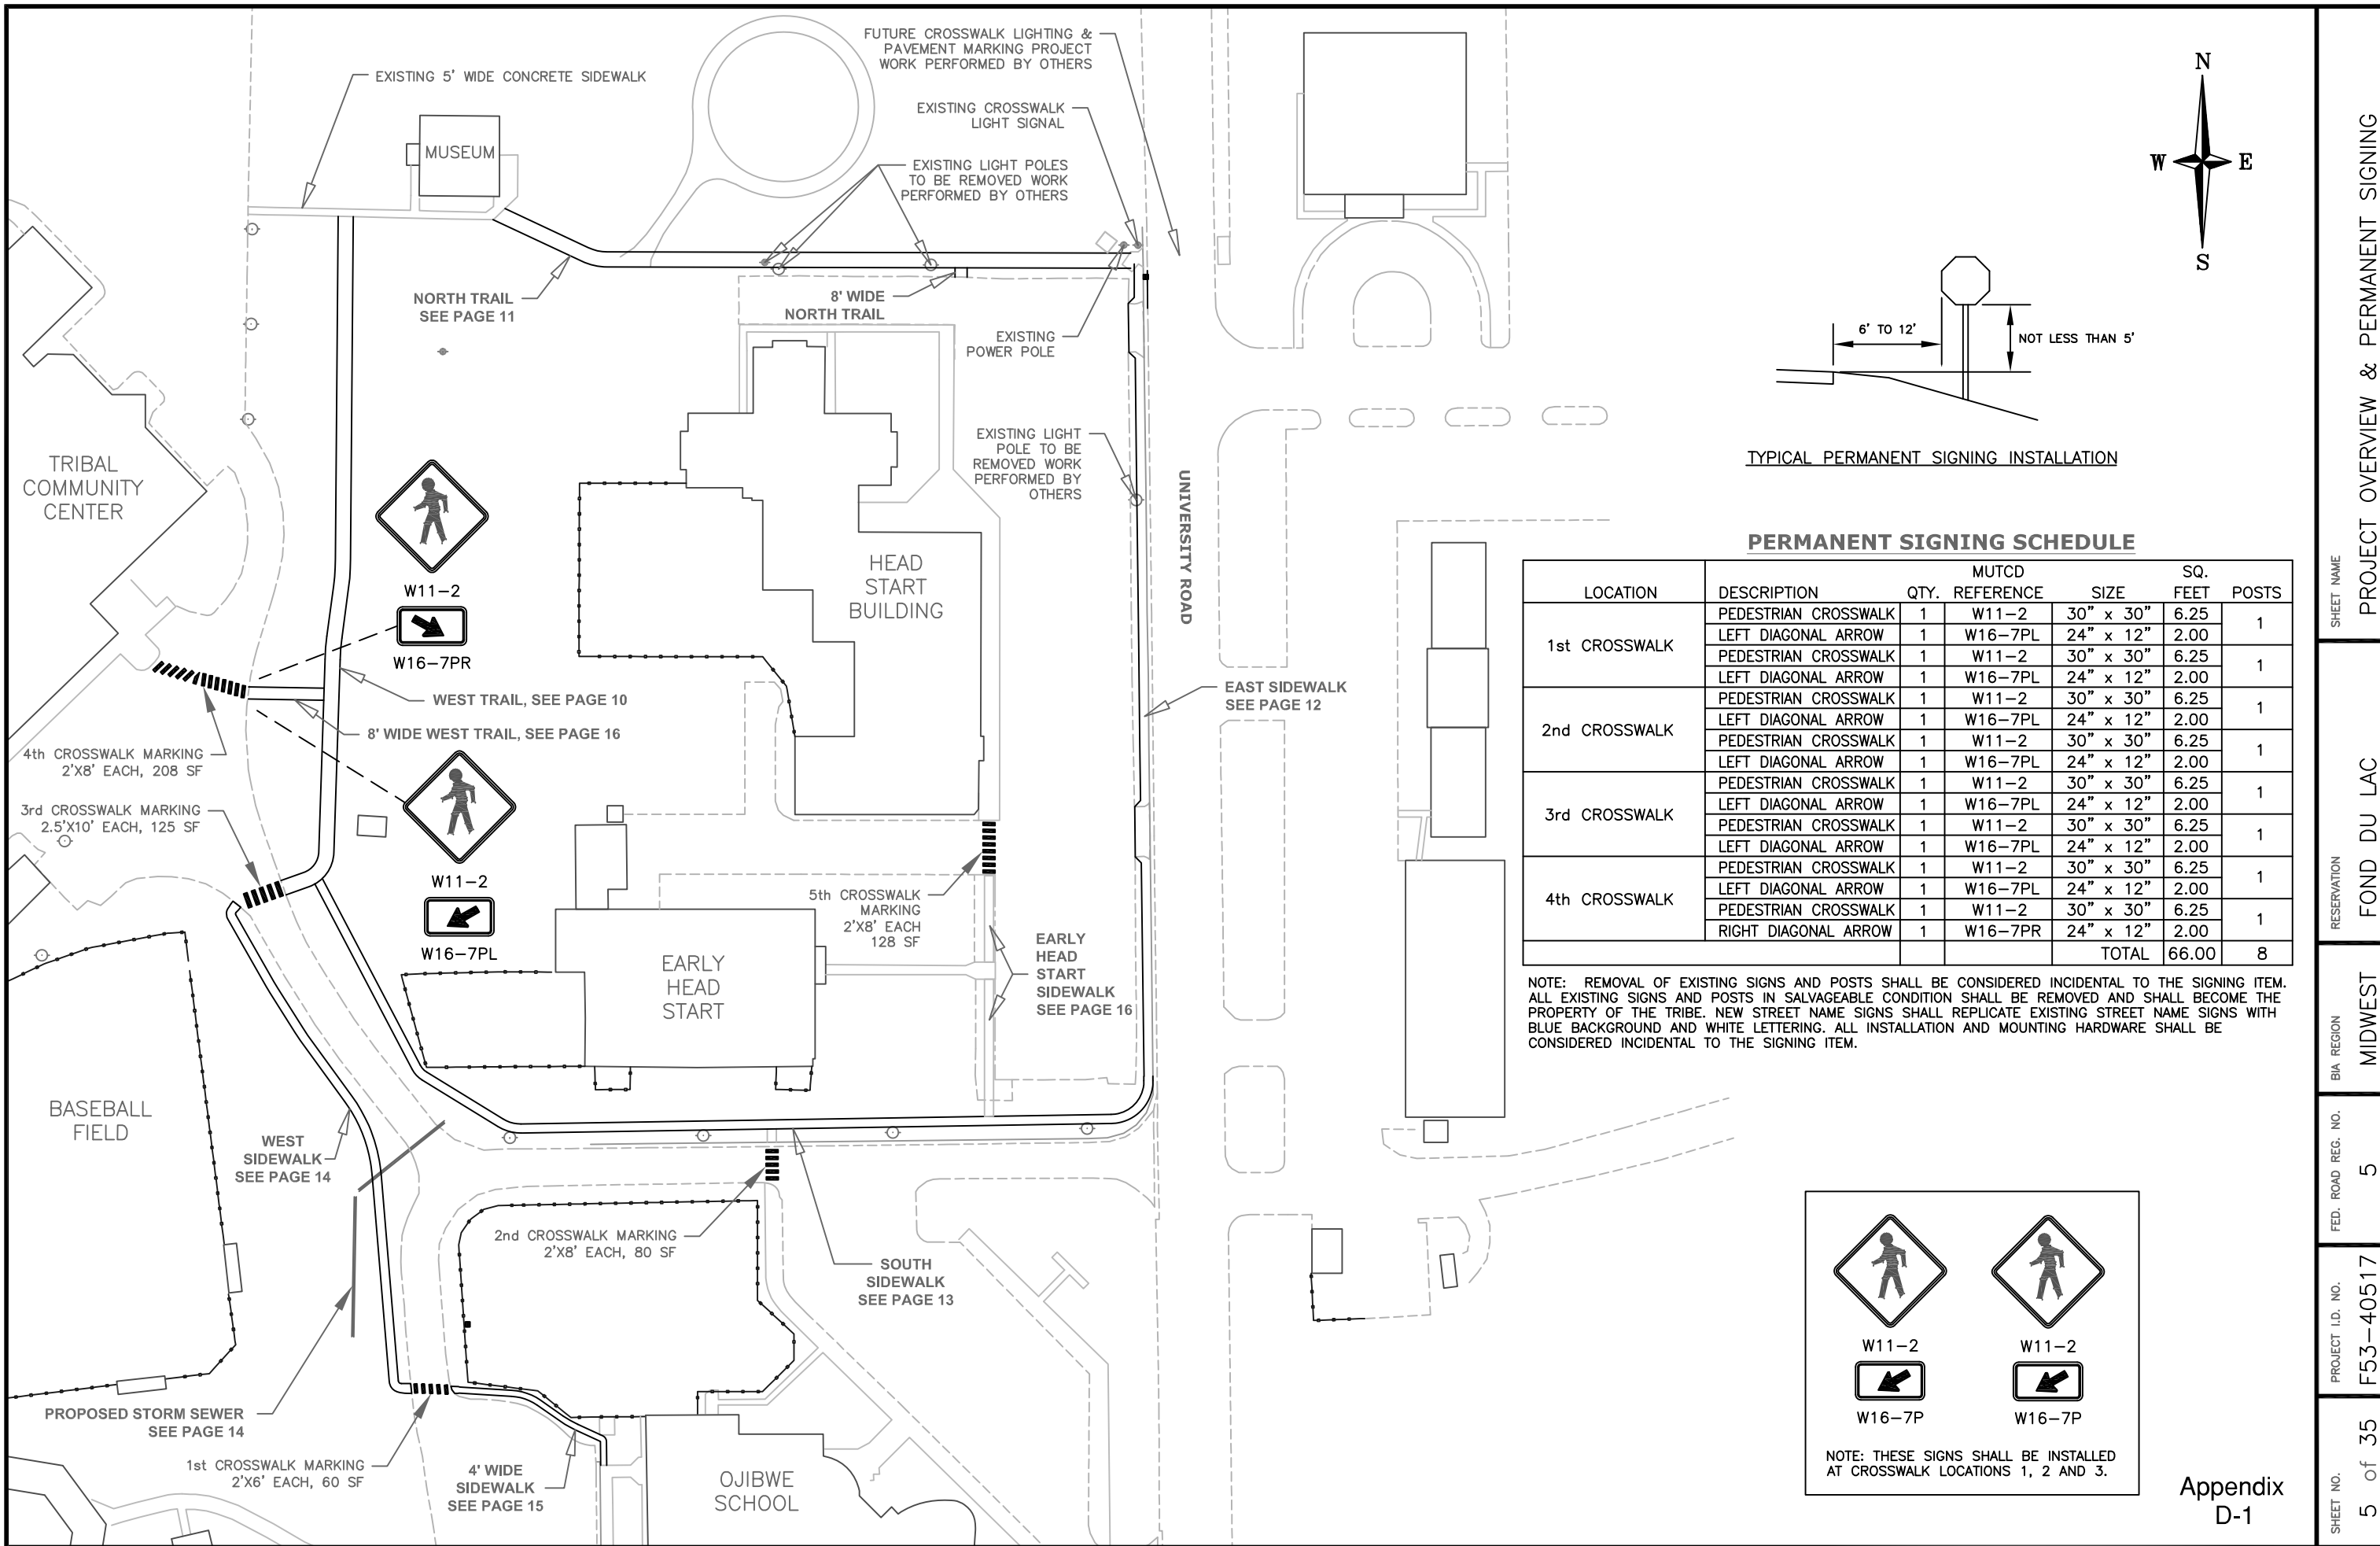 FUTURE CROSSWALK LIGHTING &
PAVEMENT MARKING PROJECT
WORK PERFORMED BY OTHERS
EXISTING 5' WIDE CONCRETE SIDEWALK
EXISTING CROSSWALK
LIGHT SIGNAL
MUSEUM
EXISTING LIGHT POLES
TO BE REMOVED WORK
PERFORMED BY OTHERS
NORTH TRAIL
SEE PAGE 11
8' WIDE
NORTH TRAIL
EXISTING
POWER POLE
TRIBAL
COMMUNITY
CENTER
EXISTING LIGHT
POLE TO BE
REMOVED WORK
PERFORMED BY
OTHERS
UNIVERSITY ROAD
W11-2
W16-7PR
HEAD
START
BUILDING
WEST TRAIL, SEE PAGE 10
8' WIDE WEST TRAIL, SEE PAGE 16
EAST SIDEWALK
SEE PAGE 12
4th CROSSWALK MARKING
2'X8' EACH, 208 SF
3rd CROSSWALK MARKING
2.5'X10' EACH, 125 SF
W11-2
W16-7PL
5th CROSSWALK
MARKING
2'X8' EACH
128 SF
EARLY
HEAD
START
EARLY
HEAD
START
SIDEWALK
SEE PAGE 16
BASEBALL
FIELD
WEST
SIDEWALK
SEE PAGE 14
2nd CROSSWALK MARKING
2'X8' EACH, 80 SF
SOUTH
SIDEWALK
SEE PAGE 13
PROPOSED STORM SEWER
SEE PAGE 14
1st CROSSWALK MARKING
2'X6' EACH, 60 SF
4' WIDE
SIDEWALK
SEE PAGE 15
OJIBWE
SCHOOL
N
W E
S
6' TO 12'
NOT LESS THAN 5'
TYPICAL PERMANENT SIGNING INSTALLATION
PERMANENT SIGNING SCHEDULE
LOCATION DESCRIPTION QTY. MUTCD REFERENCE SIZE SQ. FEET POSTS
1st CROSSWALK PEDESTRIAN CROSSWALK 1 W11-2 30" x 30" 6.25 1
LEFT DIAGONAL ARROW 1 W16-7PL 24" x 12" 2.00
PEDESTRIAN CROSSWALK 1 W11-2 30" x 30" 6.25 1
LEFT DIAGONAL ARROW 1 W16-7PL 24" x 12" 2.00
2nd CROSSWALK PEDESTRIAN CROSSWALK 1 W11-2 30" x 30" 6.25 1
LEFT DIAGONAL ARROW 1 W16-7PL 24" x 12" 2.00
PEDESTRIAN CROSSWALK 1 W11-2 30" x 30" 6.25 1
LEFT DIAGONAL ARROW 1 W16-7PL 24" x 12" 2.00
3rd CROSSWALK PEDESTRIAN CROSSWALK 1 W11-2 30" x 30" 6.25 1
LEFT DIAGONAL ARROW 1 W16-7PL 24" x 12" 2.00
PEDESTRIAN CROSSWALK 1 W11-2 30" x 30" 6.25 1
LEFT DIAGONAL ARROW 1 W16-7PL 24" x 12" 2.00
4th CROSSWALK PEDESTRIAN CROSSWALK 1 W11-2 30" x 30" 6.25 1
LEFT DIAGONAL ARROW 1 W16-7PL 24" x 12" 2.00
PEDESTRIAN CROSSWALK 1 W11-2 30" x 30" 6.25 1
RIGHT DIAGONAL ARROW 1 W16-7PR 24" x 12" 2.00
TOTAL 66.00 8
NOTE: REMOVAL OF EXISTING SIGNS AND POSTS SHALL BE CONSIDERED INCIDENTAL TO THE SIGNING ITEM.
ALL EXISTING SIGNS AND POSTS IN SALVAGEABLE CONDITION SHALL BE REMOVED AND SHALL BECOME THE
PROPERTY OF THE TRIBE. NEW STREET NAME SIGNS SHALL REPLICATE EXISTING STREET NAME SIGNS WITH
BLUE BACKGROUND AND WHITE LETTERING. ALL INSTALLATION AND MOUNTING HARDWARE SHALL BE
CONSIDERED INCIDENTAL TO THE SIGNING ITEM.
W11-2 W11-2
W16-7P W16-7P
NOTE: THESE SIGNS SHALL BE INSTALLED
AT CROSSWALK LOCATIONS 1, 2 AND 3.
Appendix
D-1
SHEET NAME
PROJECT OVERVIEW & PERMANENT SIGNING
RESERVATION
FOND DU LAC
BIA REGION
MIDWEST
FED. ROAD REG. NO.
5
PROJECT I.D. NO.
F53-40517
SHEET NO.
5 of 35